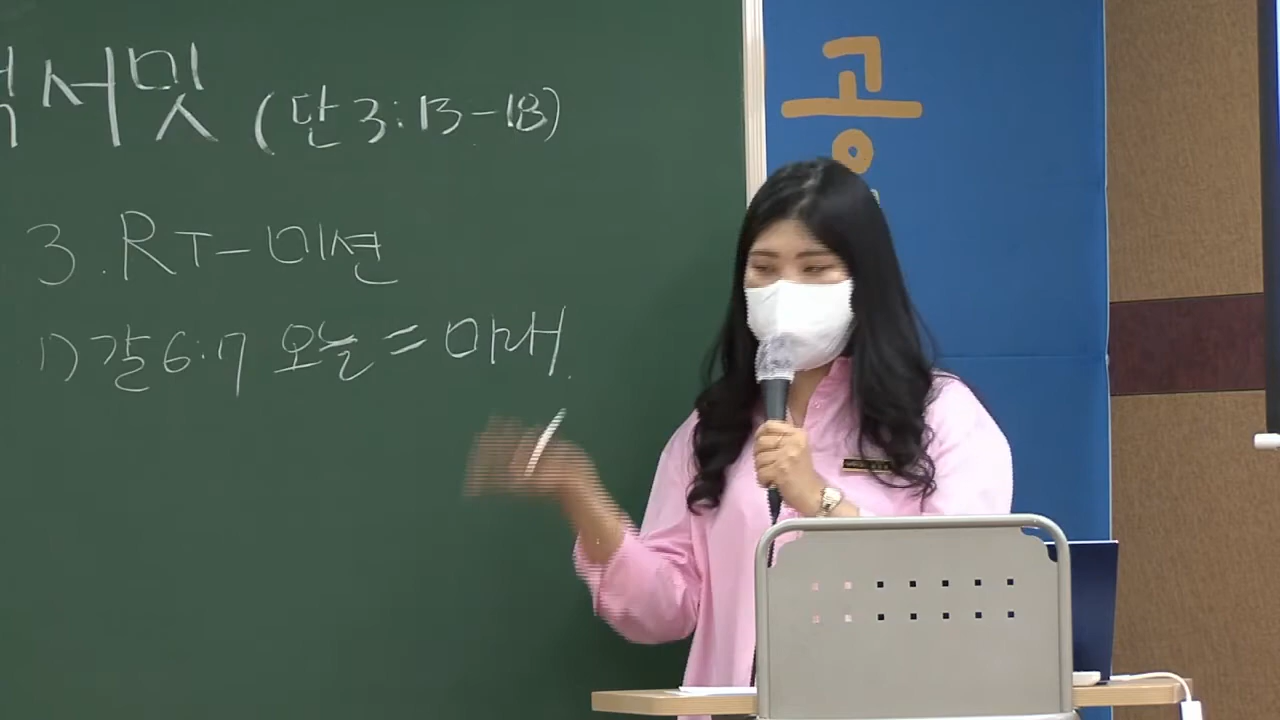 서밋 (단 3:13-18)
3. RT-미션
1) 갈 6:7 오늘 = 미래
공